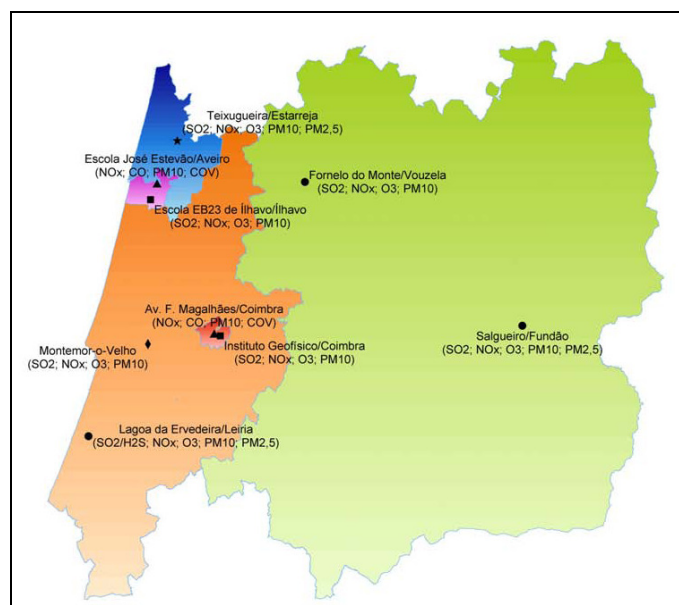 Teixugueira/Estarreja
(SO2; NOx; O3; PM10; PM2,5)
Escola José Estevão/Aveiro
(NOx; CO; PM10; COV)
Fornelo do Monte/Vouzela
(SO2; NOx; O3; PM10)
Escola EB23 de Ílhavo/Ílhavo
(SO2; NOx; O3; PM10)
Av. F. Magalhães/Coimbra
(NOx; CO; PM10; COV)
Montemor-o-Velho
(SO2; NOx; O3; PM10)
Instituto Geofísico/Coimbra
(SO2; NOx; O3; PM10)
Salgueiro/Fundão
(SO2; NOx; O3; PM10; PM2,5)
Lagoa da Ervedeira/Leiria
(SO2/H2S; NOx; O3; PM10; PM2,5)